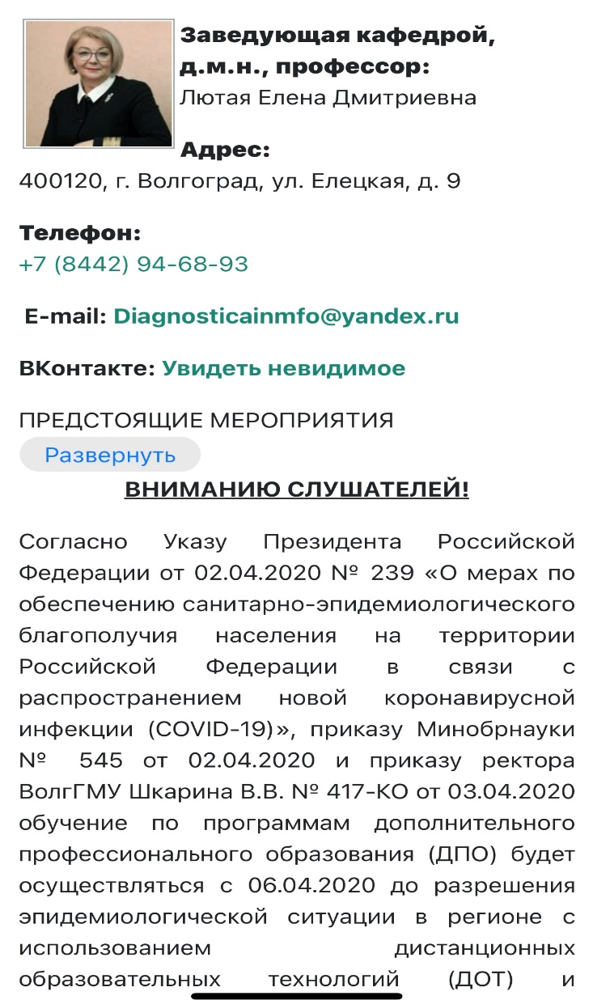 Заведующая кафедрой,
д.м.н., профессор:
Лютая Елена Дмитриевна
Адрес:
400120, г. Волгоград, ул. Елецкая, д. 9
Телефон:
+7 (8442) 94-68-93
E-mail: Diagnosticainmfo@yandex.ru
ВКонтакте: Увидеть невидимое
ПРЕДСТОЯЩИЕ МЕРОПРИЯТИЯ
Развернуть
ВНИМАНИЮ СЛУШАТЕЛЕЙ!
Согласно Указу Президента Российской
Федерации от 02.04.2020 № 239 «О мерах по
обеспечению санитарно-эпидемиологического
благополучия населения на территории
Российской Федерации в связи с
распространением новой коронавирусной
инфекции (COVID-19)», приказу Минобрнауки
№ 545 от 02.04.2020 и приказу ректора
ВолгГМУ Шкарина В.В. № 417-КО от 03.04.2020
обучение по программам дополнительного
профессионального образования (ДПО) будет
осуществляться с 06.04.2020 до разрешения
эпидемиологической ситуации в регионе с
использованием дистанционных
образовательных технологий (ДОТ) и